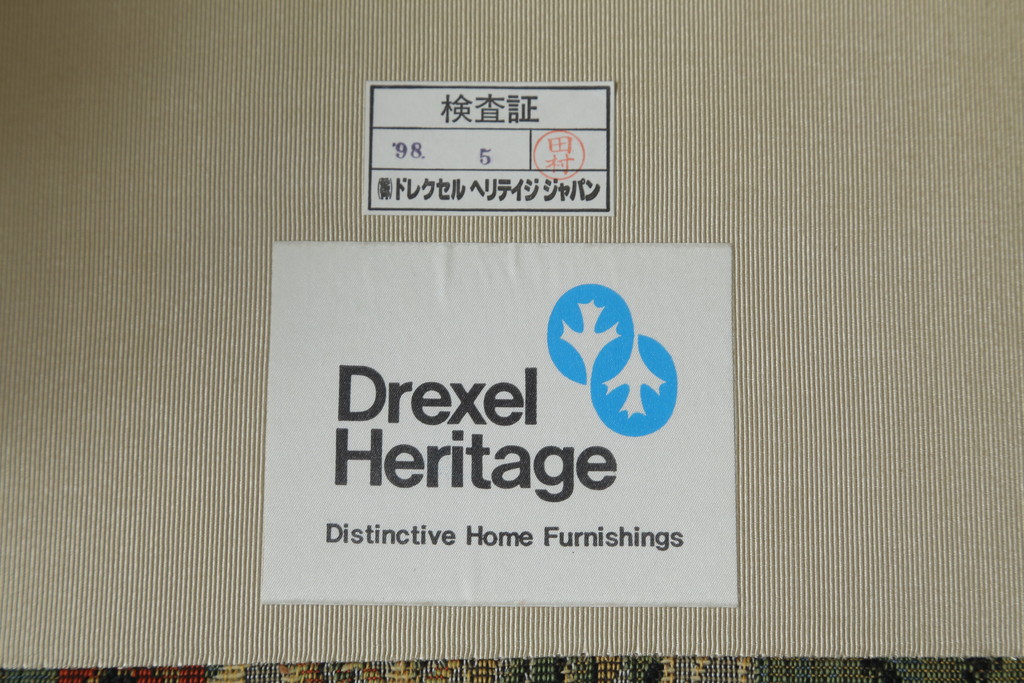 検査証
'98. 5 田村
㈱ドレクセル ヘリテイジ ジャパン
Drexel
Heritage
Distinctive Home Furnishings